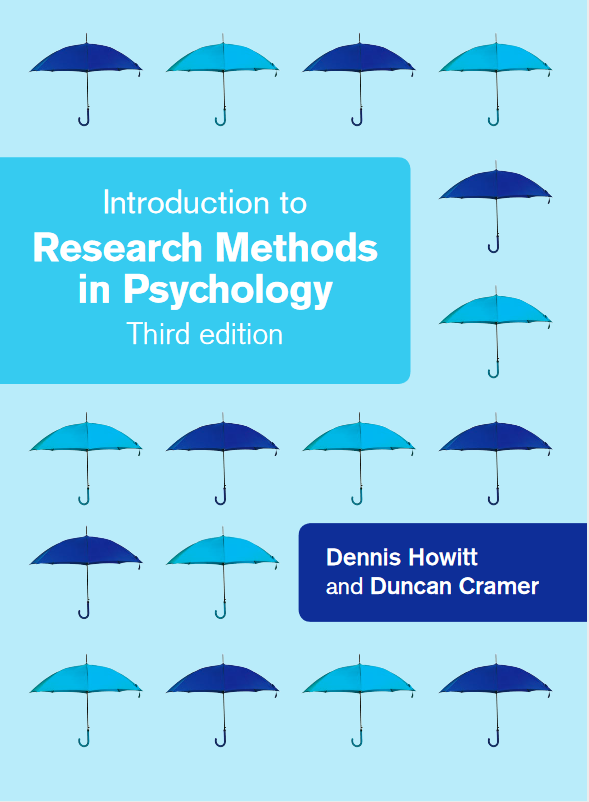 Introduction to
Research Methods
in Psychology
Third edition
Dennis Howitt
and Duncan Cramer